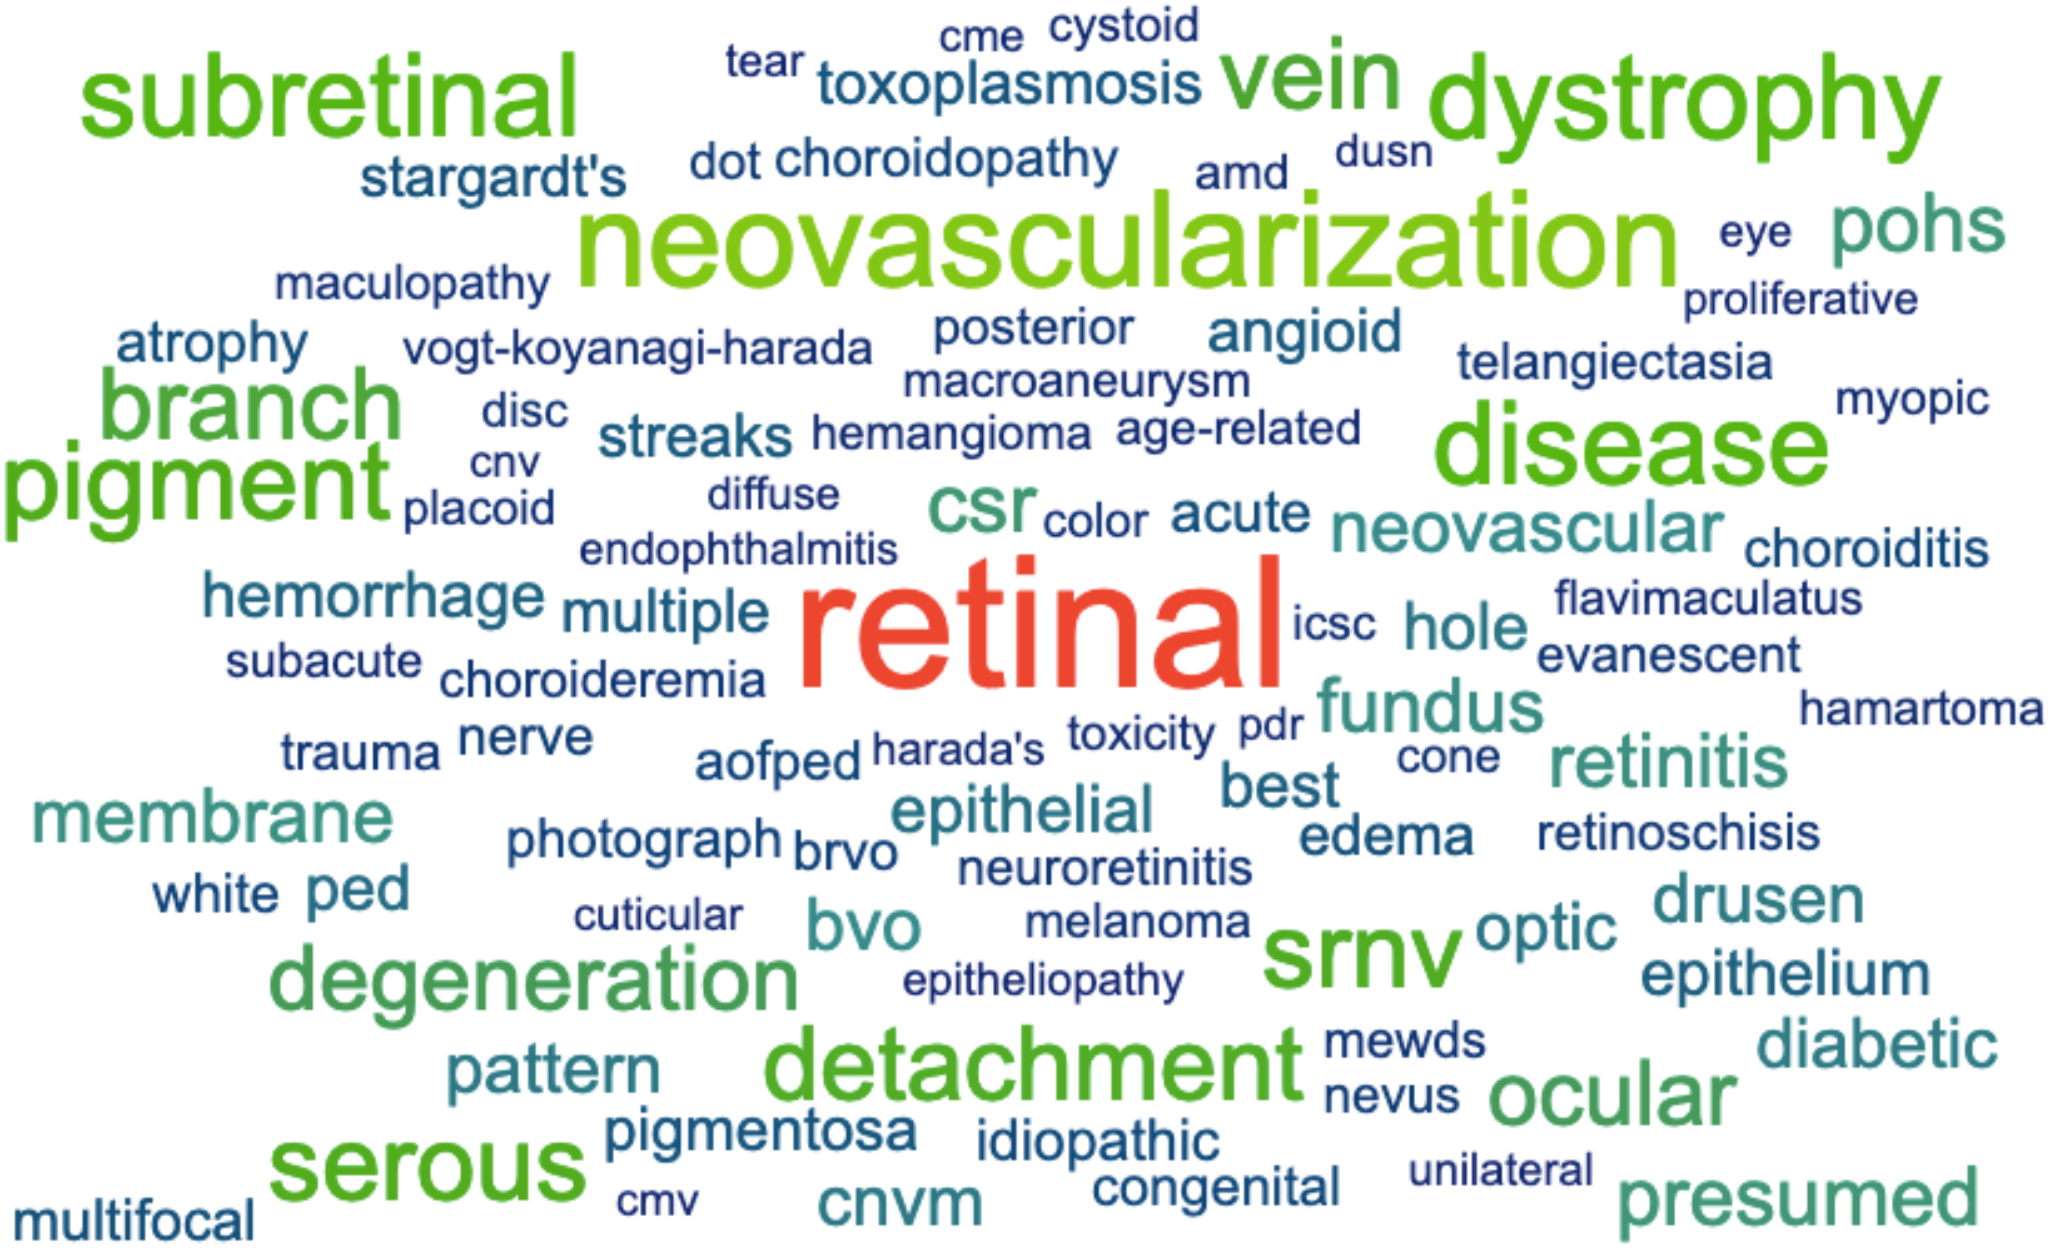 cme cystoid
subretinal tear toxoplasmosis vein dystrophy
stargardt's dot choroidopathy amd dusn
neovascularization eye pohs
maculopathy proliferative
atrophy vogt-koyanagi-harada posterior angioid telangiectasia
branch disc macroaneurysm myopic
streaks hemangioma age-related disease
pigment cnv
placoid diffuse csr color acute neovascular choroiditis
endophthalmitis
hemorrhage multiple retinal icsc hole flavimaculatus
subacute choroideremia evanescent
trauma nerve aofped harada's toxicity pdr fundus hamartoma
cone retinitis
membrane photograph brvo epithelial best edema retinoschisis
white ped neuroretinitis drusen
cuticular bvo melanoma srnv optic
degeneration epitheliopathy epithelium
pattern detachment mewds diabetic
nevus ocular
serous pigmentosa idiopathic
multifocal cmv cnvm congenital unilateral presumed